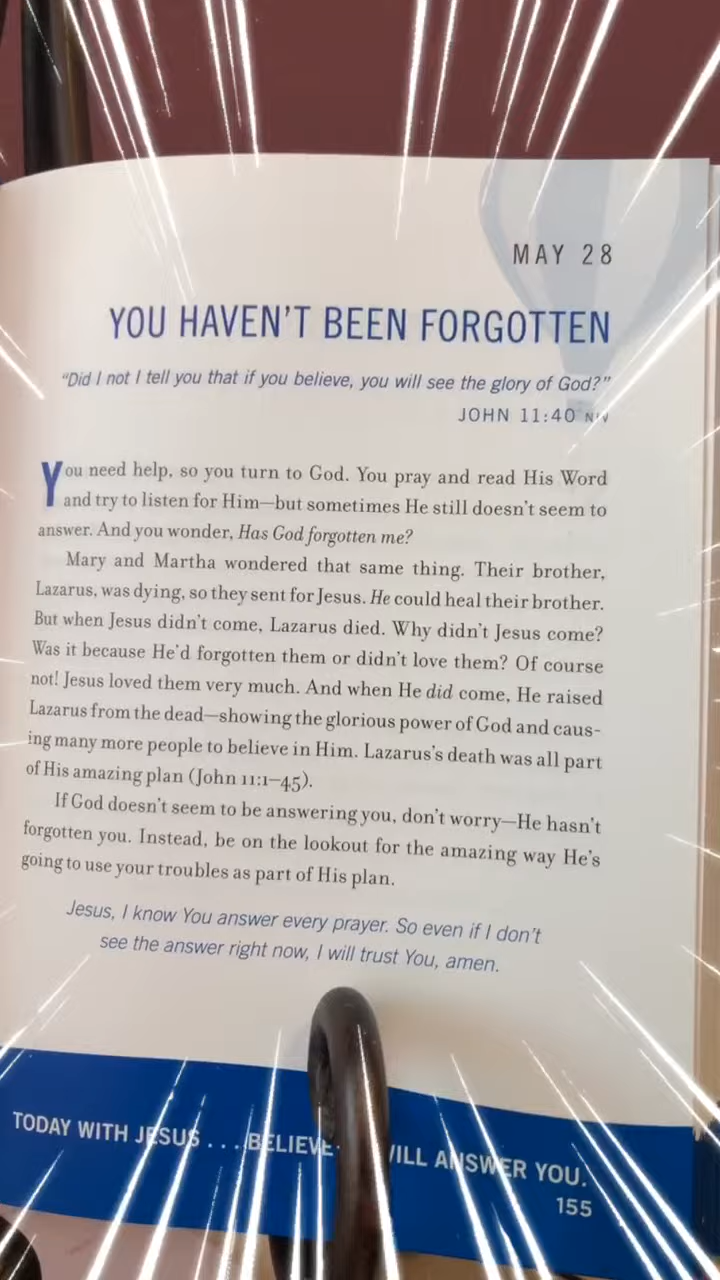 MAY 28
YOU HAVEN'T BEEN FORGOTTEN
"Did I not I tell you that if you believe, you will see the glory of God?"
JOHN 11:40 NIV
You need help, so you turn to God. You pray and read His Word
and try to listen for Him—but sometimes He still doesn't seem to
answer. And you wonder, Has God forgotten me?
Mary and Martha wondered that same thing. Their brother,
Lazarus, was dying, so they sent for Jesus. He could heal their brother.
But when Jesus didn't come, Lazarus died. Why didn't Jesus come?
Was it because He'd forgotten them or didn't love them? Of course
not! Jesus loved them very much. And when He did come, He raised
Lazarus from the dead—showing the glorious power of God and caus-
ing many more people to believe in Him. Lazarus's death was all part
of His amazing plan (John 11:1–45).
If God doesn't seem to be answering you, don't worry—He hasn't
forgotten you. Instead, be on the lookout for the amazing way He's
going to use your troubles as part of His plan.
Jesus, I know You answer every prayer. So even if I don't
see the answer right now, I will trust You, amen.
TODAY WITH JESUS . . . BELIEVE ANSWER YOU.
155